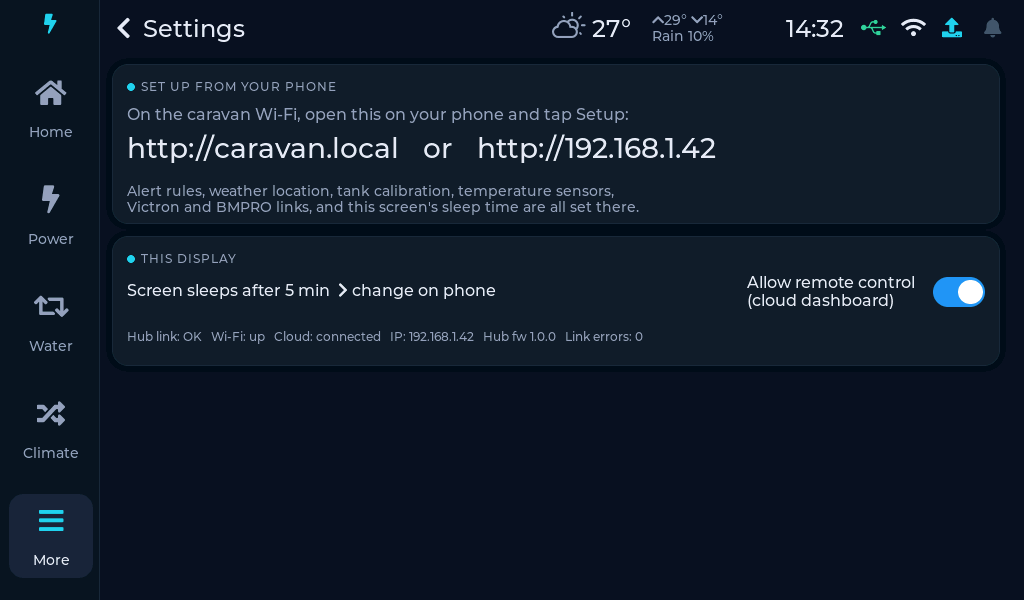 Settings
27°
29° 14°
Rain 10%
14:32
Home
Power
Water
Climate
More
SET UP FROM YOUR PHONE
On the caravan Wi-Fi, open this on your phone and tap Setup:
http://caravan.local or http://192.168.1.42
Alert rules, weather location, tank calibration, temperature sensors,
Victron and BMPRO links, and this screen's sleep time are all set there.
THIS DISPLAY
Screen sleeps after 5 min > change on phone
Allow remote control
(cloud dashboard)
Hub link: OK Wi-Fi: up Cloud: connected IP: 192.168.1.42 Hub fw 1.0.0 Link errors: 0